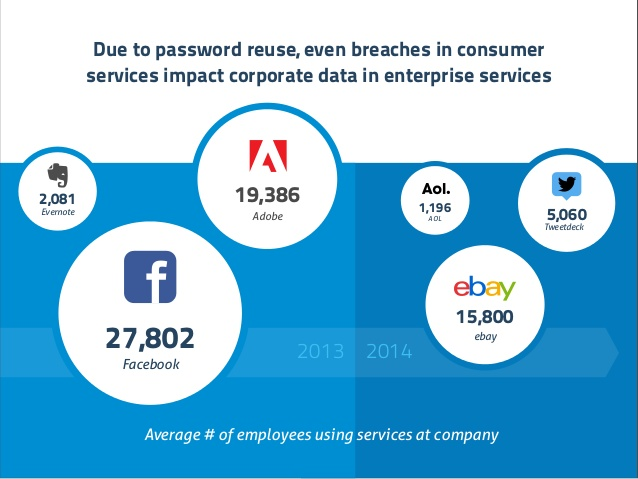 Due to password reuse, even breaches in consumer
services impact corporate data in enterprise services
2,081
Evernote
19,386
Adobe
Aol.
1,196
AOL
5,060
Tweetdeck
f
27,802
Facebook
ebay
15,800
ebay
2013
2014
Average # of employees using services at company